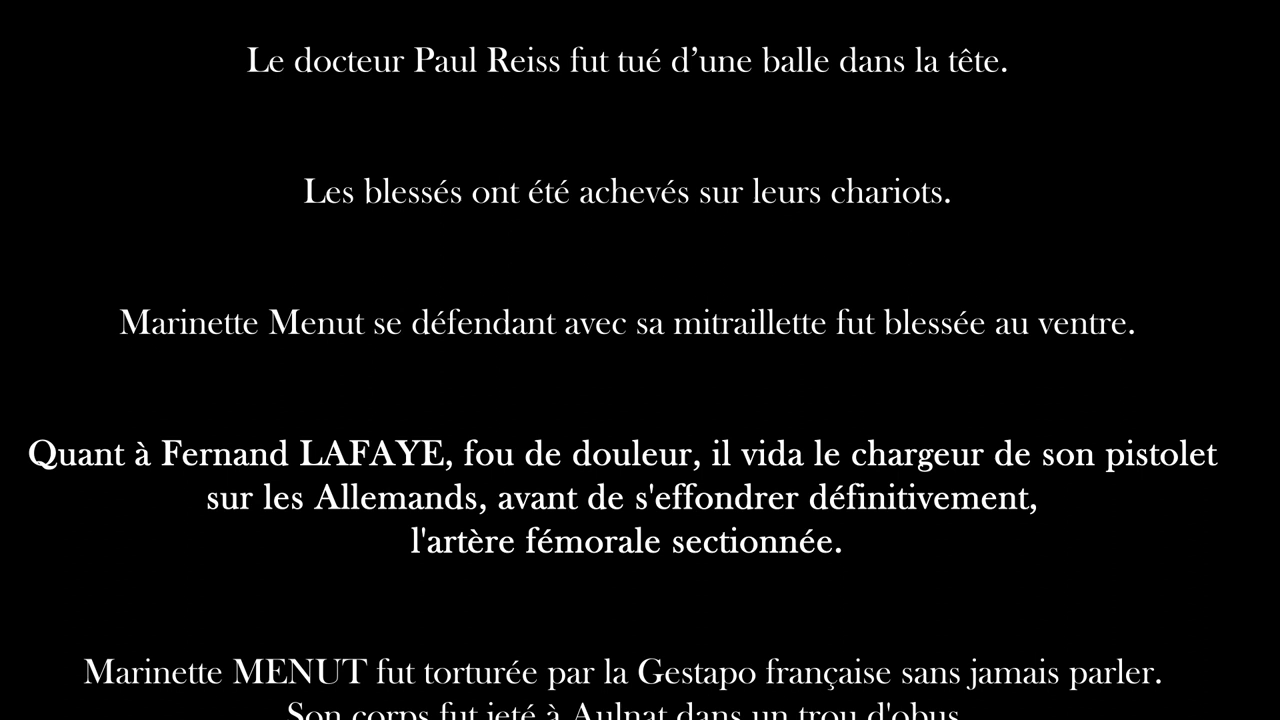 Le docteur Paul Reiss fut tué d’une balle dans la tête.
Les blessés ont été achevés sur leurs chariots.
Marinette Menut se défendant avec sa mitraillette fut blessée au ventre.
Quant à Fernand LAFAYE, fou de douleur, il vida le chargeur de son pistolet
sur les Allemands, avant de s'effondrer définitivement,
l'artère fémorale sectionnée.
Marinette MENUT fut torturée par la Gestapo française sans jamais parler.
Son corps fut jeté à Aulnat dans un trou d'obus.